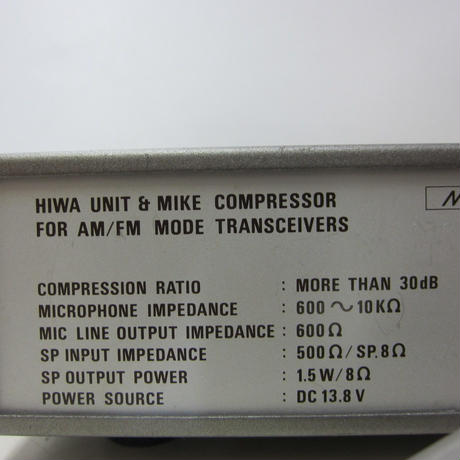 HIWA UNIT & MIKE COMPRESSOR
FOR AM/FM MODE TRANSCEIVERS
COMPRESSION RATIO : MORE THAN 30dB
MICROPHONE IMPEDANCE : 600 ～ 10KΩ
MIC LINE OUTPUT IMPEDANCE : 600Ω
SP INPUT IMPEDANCE : 500Ω/SP.8Ω
SP OUTPUT POWER : 1.5W/8Ω
POWER SOURCE : DC 13.8V